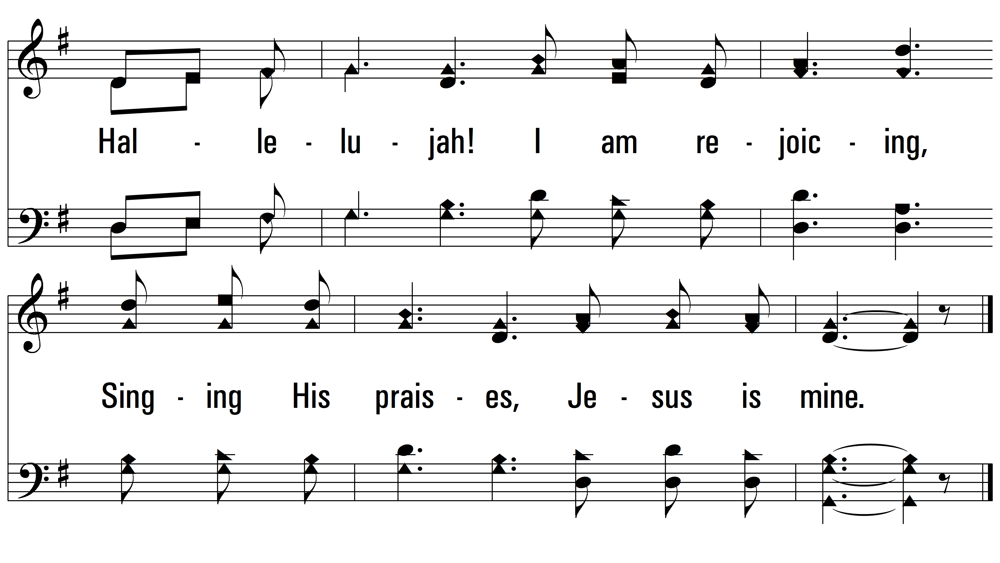 Hal - le - lu - jah! I am re - joic - ing,
Sing - ing His prais - es, Je - sus is mine.